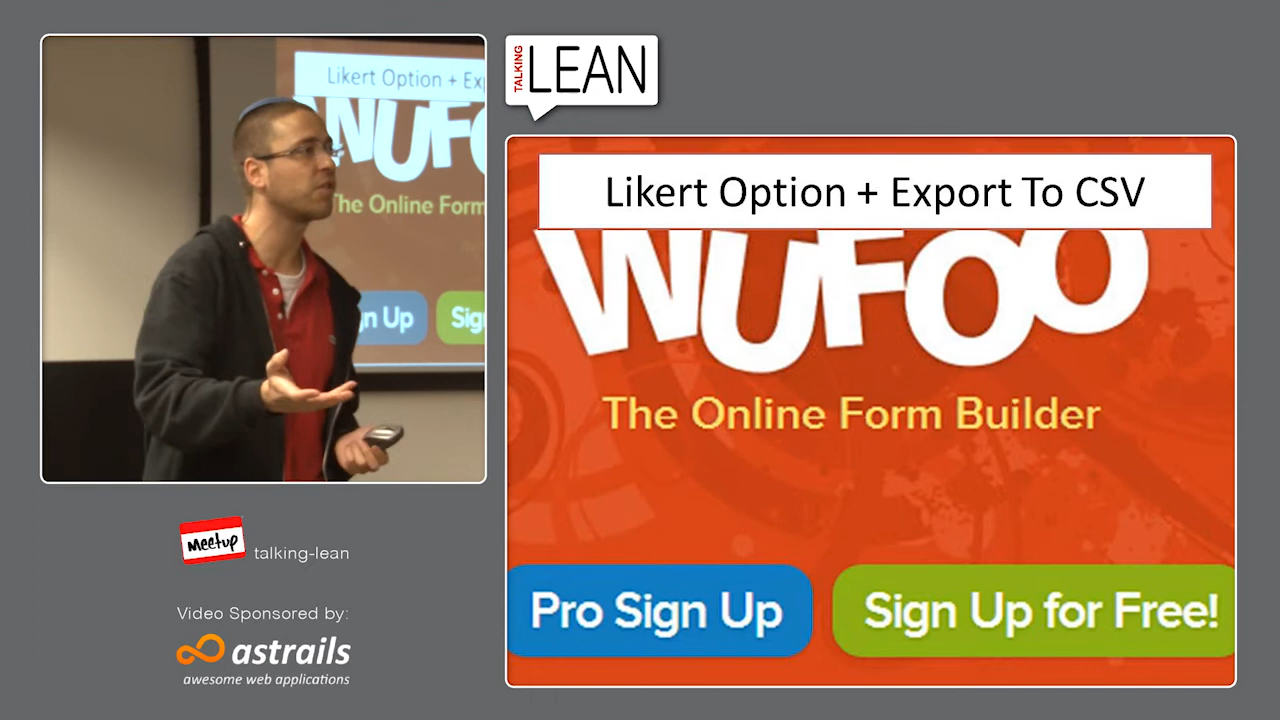 Likert Option + Ex
WUFO
The Online Form
gn Up
Sig
meetup
talking-lean
Video Sponsored by:
astrails
awesome web applications
TALKING
LEAN
Likert Option + Export To CSV
WUFOO
The Online Form Builder
Pro Sign Up
Sign Up for Free!